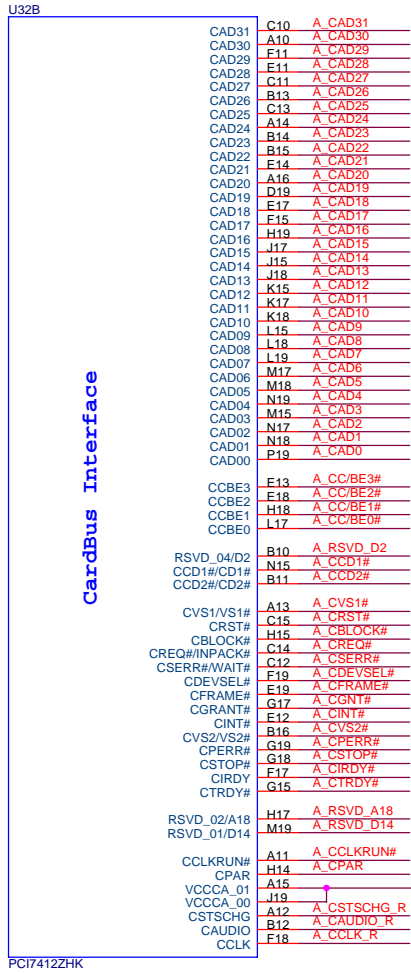 U32B
CAD31 C10 A_CAD31
CAD30 A10 A_CAD30
CAD29 F11 A_CAD29
CAD28 E11 A_CAD28
CAD27 C11 A_CAD27
CAD26 B13 A_CAD26
CAD25 C13 A_CAD25
CAD24 A14 A_CAD24
CAD23 B14 A_CAD23
CAD22 B15 A_CAD22
CAD21 E14 A_CAD21
CAD20 A16 A_CAD20
CAD19 D19 A_CAD19
CAD18 E17 A_CAD18
CAD17 F15 A_CAD17
CAD16 H19 A_CAD16
CAD15 J17 A_CAD15
CAD14 J15 A_CAD14
CAD13 J18 A_CAD13
CAD12 K15 A_CAD12
CAD11 K17 A_CAD11
CAD10 K18 A_CAD10
CAD09 L15 A_CAD9
CAD08 L18 A_CAD8
CAD07 L19 A_CAD7
CAD06 M17 A_CAD6
CAD05 M18 A_CAD5
CAD04 N19 A_CAD4
CAD03 M15 A_CAD3
CAD02 N17 A_CAD2
CAD01 N18 A_CAD1
CAD00 P19 A_CAD0
CardBus Interface
CCBE3 E13 A_CC/BE3#
CCBE2 E18 A_CC/BE2#
CCBE1 H18 A_CC/BE1#
CCBE0 L17 A_CC/BE0#
RSVD_04/D2 B10 A_RSVD_D2
CCD1#/CD1# N15 A_CCD1#
CCD2#/CD2# B11 A_CCD2#
CVS1/VS1# A13 A_CVS1#
CRST# C15 A_CRST#
CBLOCK# H15 A_CBLOCK#
CREQ#/INPACK# C14 A_CREQ#
CSERR#/WAIT# C12 A_CSERR#
CDEVSEL# F19 A_CDEVSEL#
CFRAME# E19 A_CFRAME#
CGRANT# G17 A_CGNT#
CINT# E12 A_CINT#
CVS2/VS2# B16 A_CVS2#
CPERR# G19 A_CPERR#
CSTOP# G18 A_CSTOP#
CIRDY F17 A_CIRDY#
CTRDY# G15 A_CTRDY#
RSVD_02/A18 H17 A_RSVD_A18
RSVD_01/D14 M19 A_RSVD_D14
CCLKRUN# A11 A_CCLKRUN#
CPAR H14 A_CPAR
VCCCA_01 A15
VCCCA_00 J19
CSTSCHG A12 A_CSTSCHG_R
CAUDIO B12 A_CAUDIO_R
CCLK F18 A_CCLK_R
PCI7412ZHK